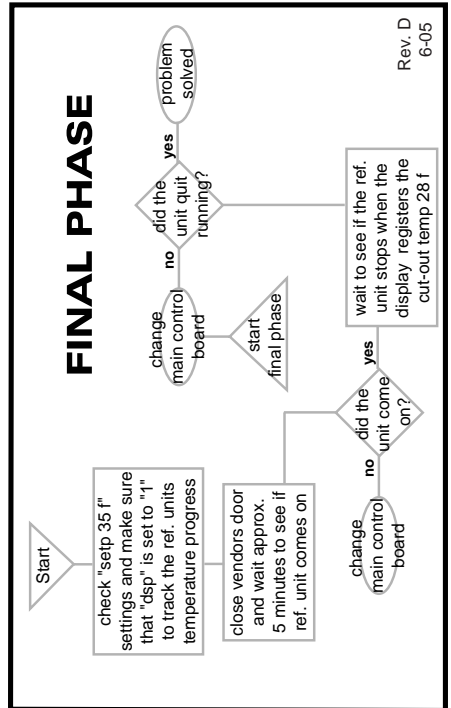 FINAL PHASE
Start
check "setp 35 f"
settings and make sure
that "dsp" is set to "1"
to track the ref. units
temperature progress
close vendors door
and wait approx.
5 minutes to see if
ref. unit comes on
did the
unit come
on?
no
change
main control
board
yes
wait to see if the ref.
unit stops when the
display registers the
cut-out temp 28 f
did the
unit quit
running?
no
change
main control
board
start
final phase
yes
problem
solved
Rev. D
6-05